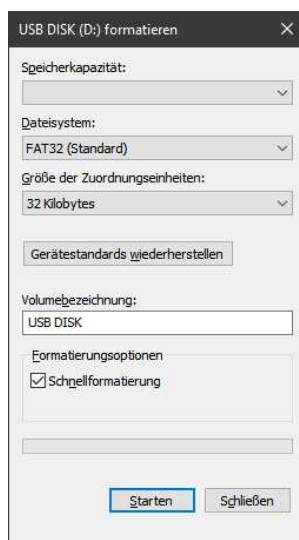 USB DISK (D:) formatieren
Speicherkapazität:
Dateisystem:
FAT32 (Standard)
Größe der Zuordnungseinheiten:
32 Kilobytes
Gerätestandards wiederherstellen
Volumebezeichnung:
USB DISK
Formatierungsoptionen
Schnellformatierung
Starten
Schließen